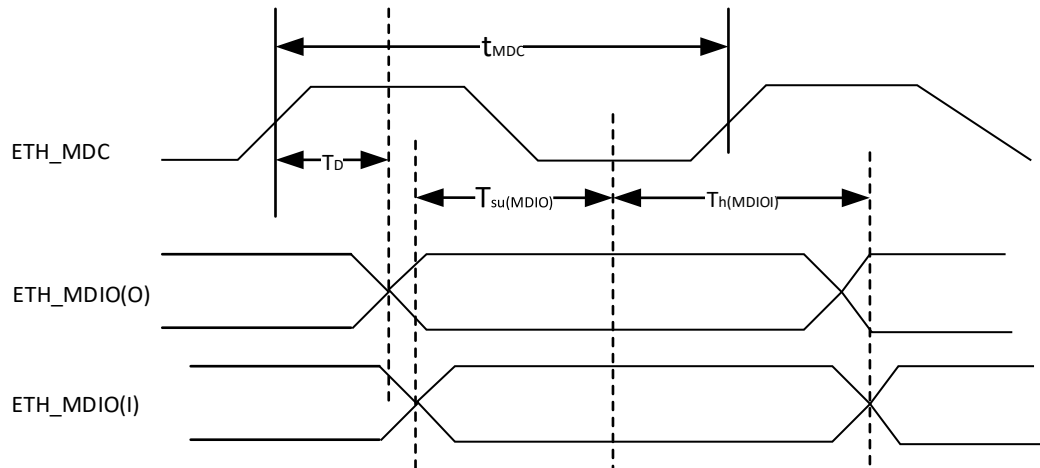 tMDC
ETH_MDC
TD
Tsu(MDIO)
Th(MDIOI)
ETH_MDIO(O)
ETH_MDIO(I)